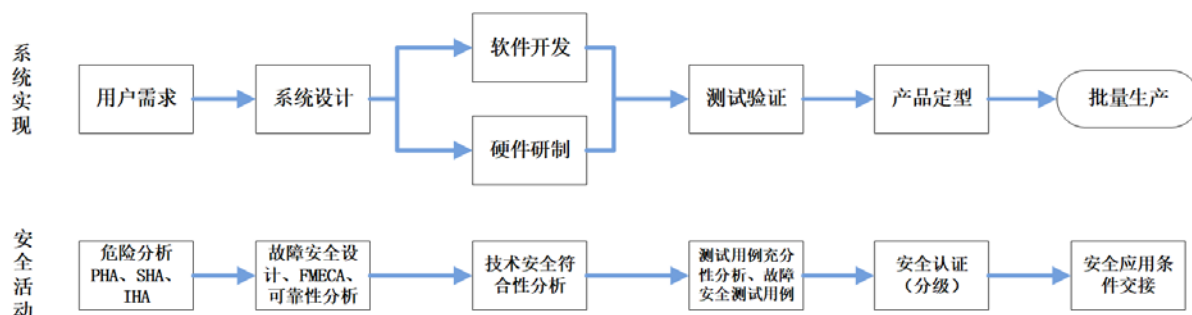 系统实现
用户需求
系统设计
软件开发
硬件研制
测试验证
产品定型
批量生产
安全活动
危险分析
PHA、SHA、
IHA
故障安全设
计、FMECA、
可靠性分析
技术安全符
合性分析
测试用例充分
性分析、故障
安全测试用例
安全认证
（分级）
安全应用条
件交接